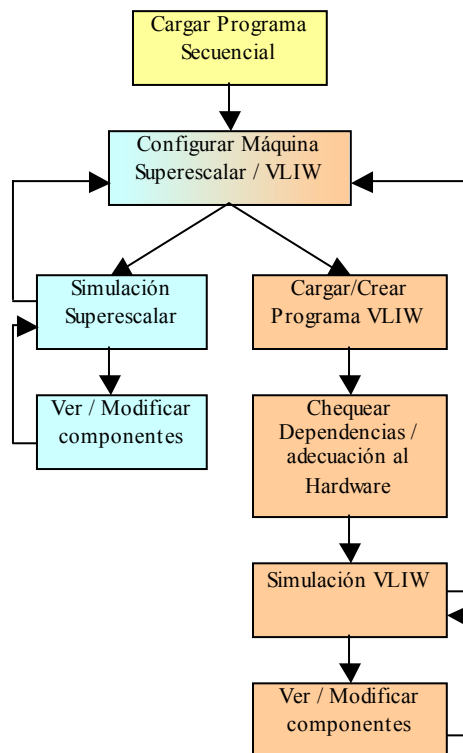 Cargar Programa
Secuencial
Configurar Máquina
Superescalar / VLIW
Simulación
Superescalar
Ver / Modificar
componentes
Cargar/Crear
Programa VLIW
Chequear
Dependencias /
adecuación al
Hardware
Simulación VLIW
Ver / Modificar
componentes